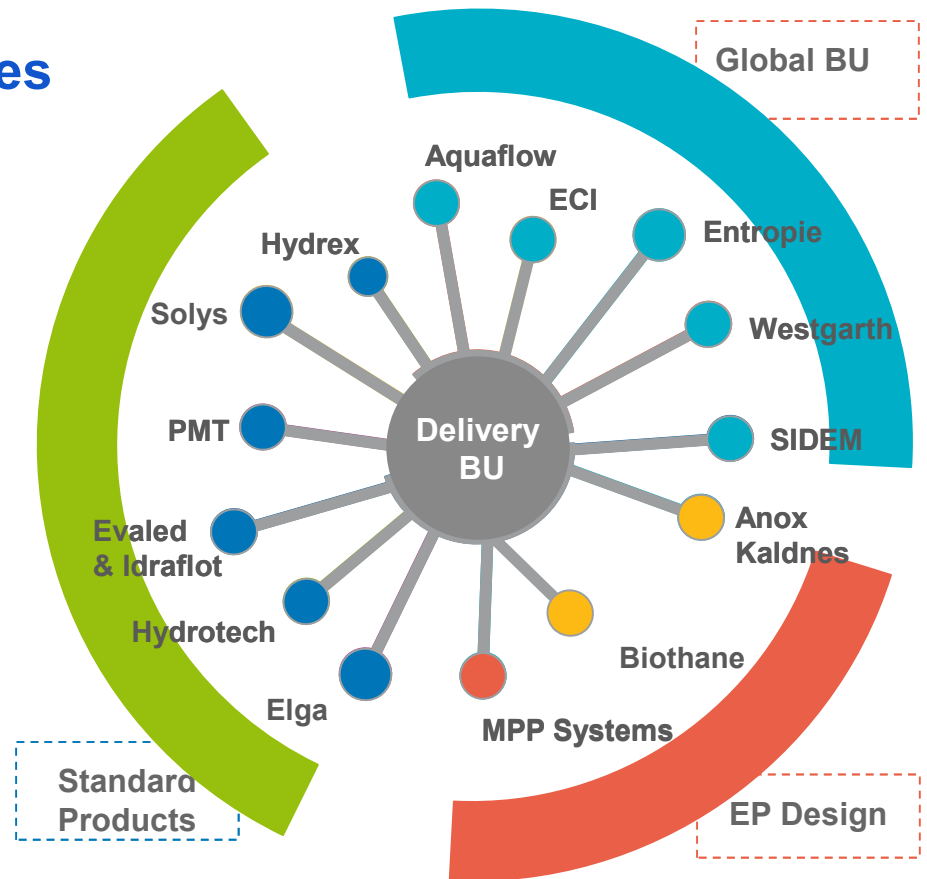 es
Global BU
Aquaflow
ECI
Entropie
Hydrex
Solys
Westgarth
PMT
Delivery
BU
SIDEM
Evaled
& Idraflot
Anox
Kaldnes
Hydrotech
Biothane
Elga
MPP Systems
Standard
Products
EP Design